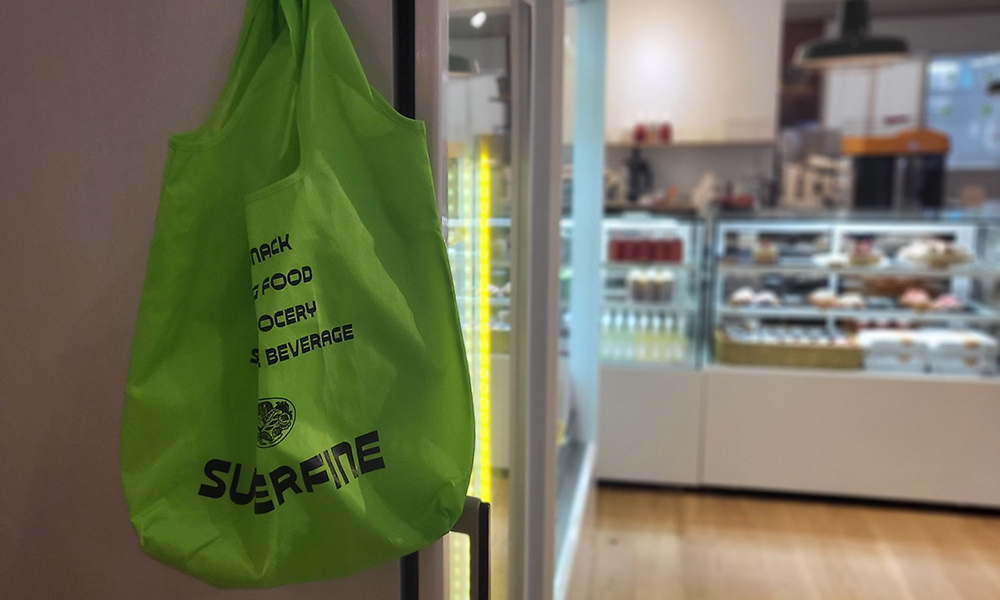 NACK
G FOOD
OCERY
& BEVERAGE
SUERFINE